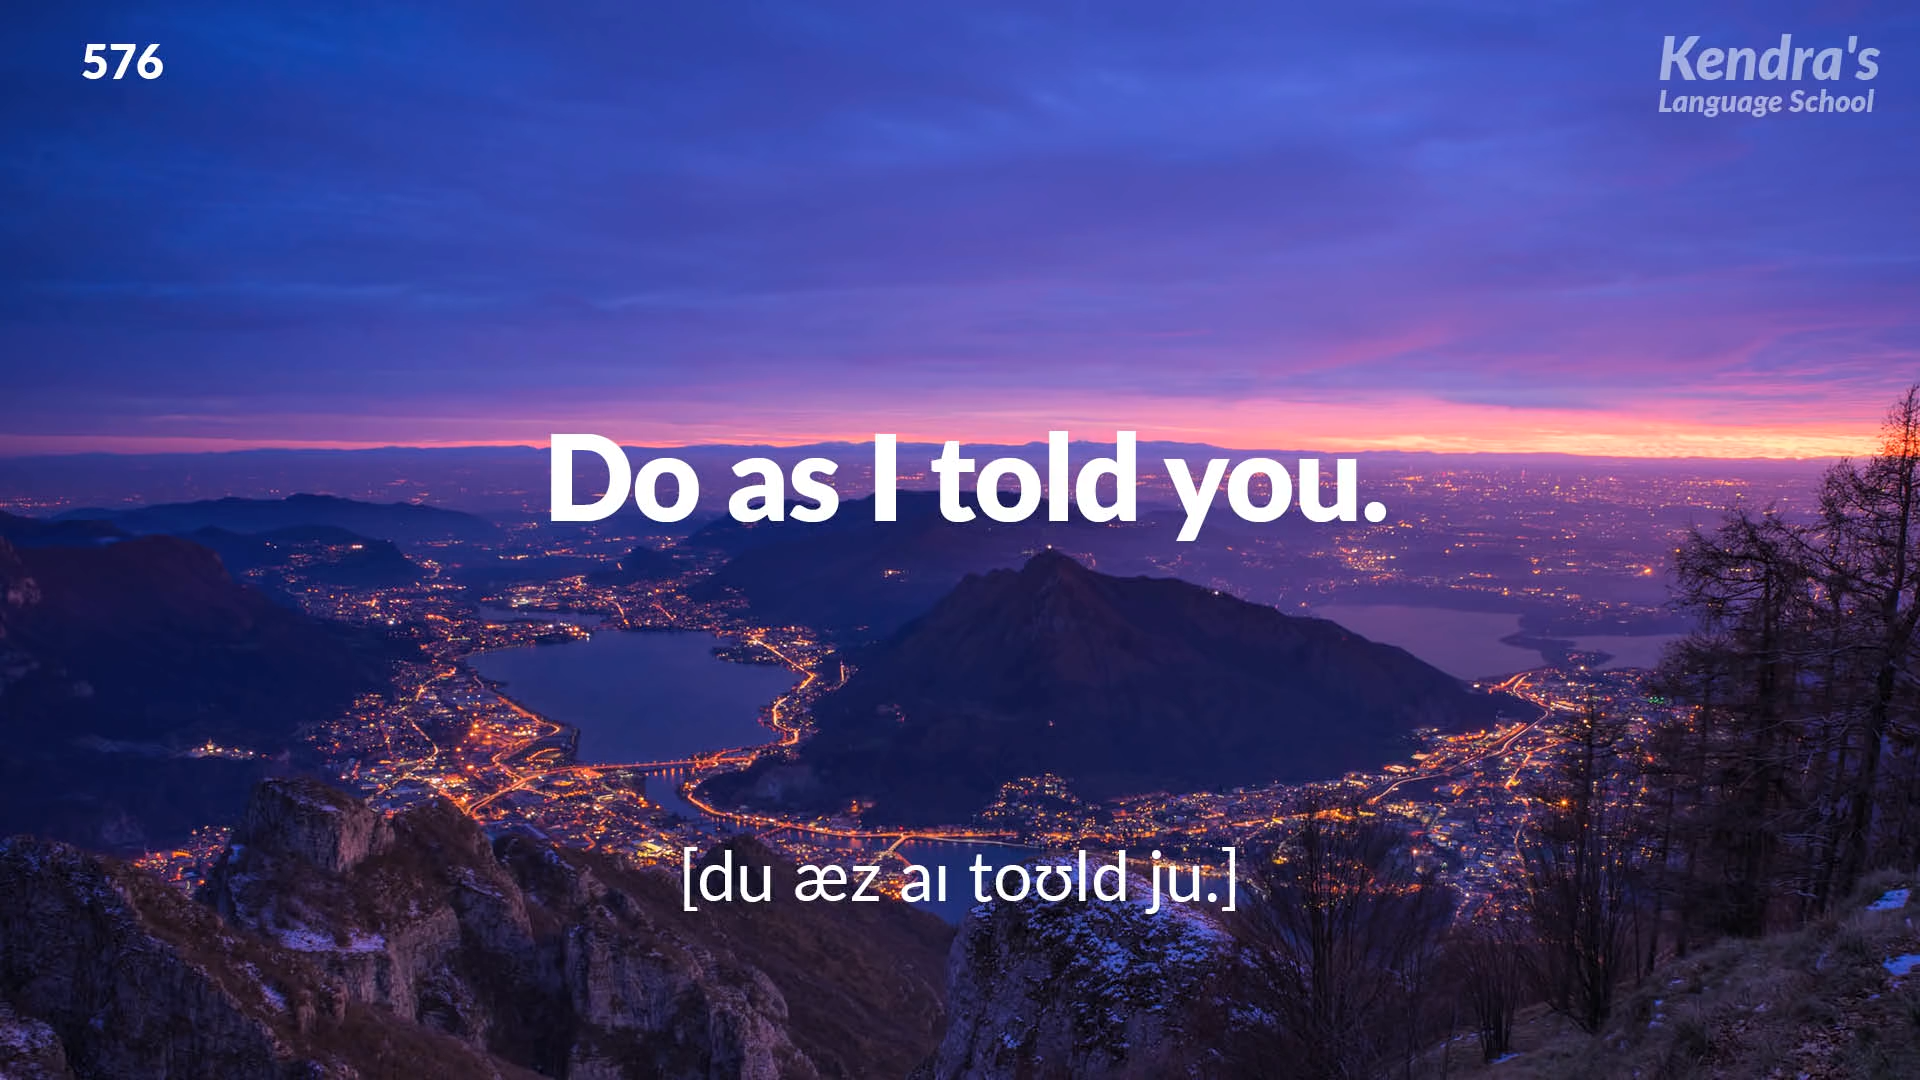 576
Kendra's
Language School
Do as I told you.
[du æz aɪ toʊld ju.]